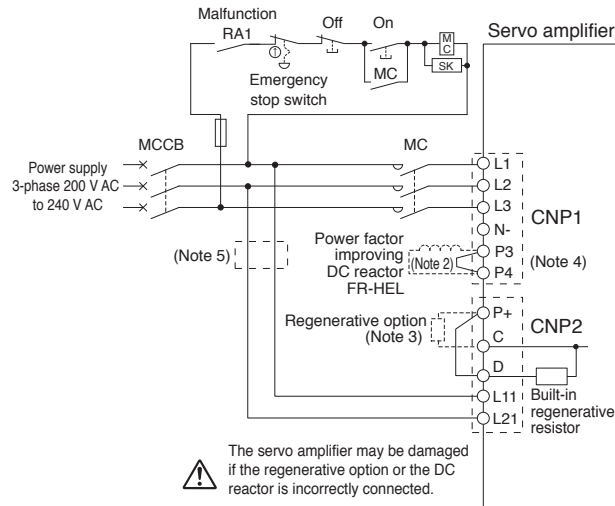 Malfunction
RA1
Off
On
MC
SK
Servo amplifier
Emergency
stop switch
MC
MCCB
MC
Power supply
3-phase 200 V AC
to 240 V AC
L1
L2
L3
N-
P3
P4
CNP1
(Note 4)
(Note 5)
Power factor
improving
DC reactor
FR-HEL
(Note 2)
Regenerative option
(Note 3)
P+
C
D
L11
L21
CNP2
Built-in
regenerative
resistor
The servo amplifier may be damaged
if the regenerative option or the DC
reactor is incorrectly connected.